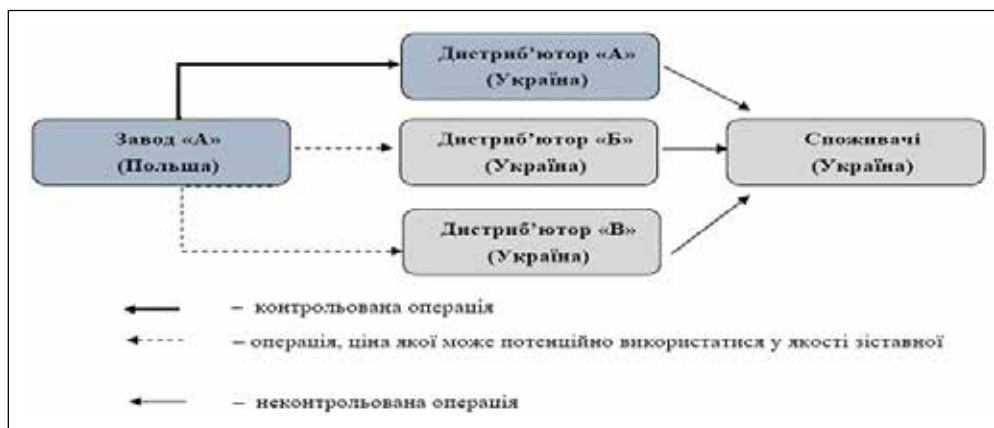 Дистриб’ютор «А»
(Україна)
Завод «А»
(Польша)
Дистриб’ютор «Б»
(Україна)
Споживачі
(Україна)
Дистриб’ютор «В»
(Україна)
– контрольована операція
– операція, ціна якої може потенційно використатися у якості зіставної
– неконтрольована операція